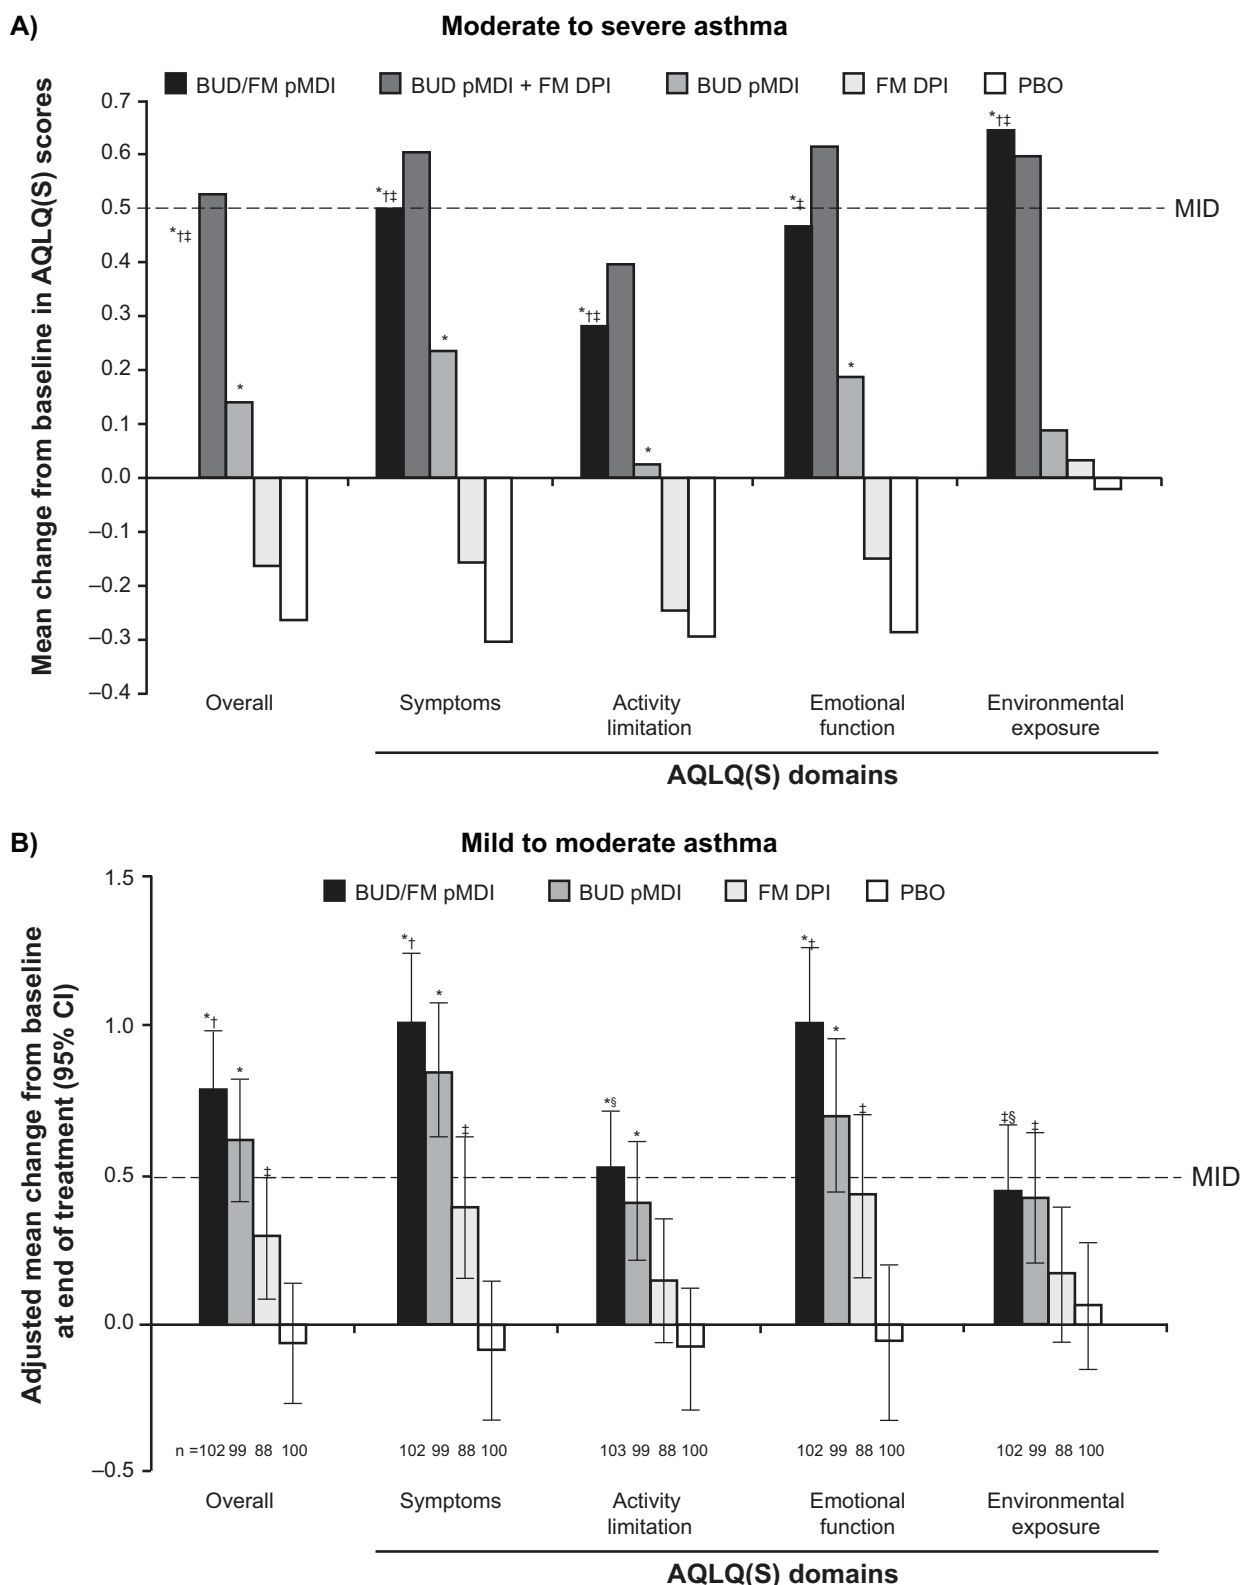 A)
Moderate to severe asthma
BUD/FM pMDI BUD pMDI + FM DPI BUD pMDI FM DPI PBO
Mean change from baseline in AQLQ(S) scores
0.7
0.6
0.5
0.4
0.3
0.2
0.1
0.0
–0.1
–0.2
–0.3
–0.4
MID
*†‡
*
*†‡
*
*†‡
*
*‡
*
*†‡
Overall
Symptoms
Activity
limitation
Emotional
function
Environmental
exposure
AQLQ(S) domains
B)
Mild to moderate asthma
BUD/FM pMDI BUD pMDI FM DPI PBO
Adjusted mean change from baseline
at end of treatment (95% CI)
1.5
1.0
0.5
0.0
–0.5
MID
*†
*
‡
*†
*
‡
*§
*
*†
*
‡
‡§
‡
n =102 99 88 100
102 99 88 100
103 99 88 100
102 99 88 100
102 99 88 100
Overall
Symptoms
Activity
limitation
Emotional
function
Environmental
exposure
AQLQ(S) domains